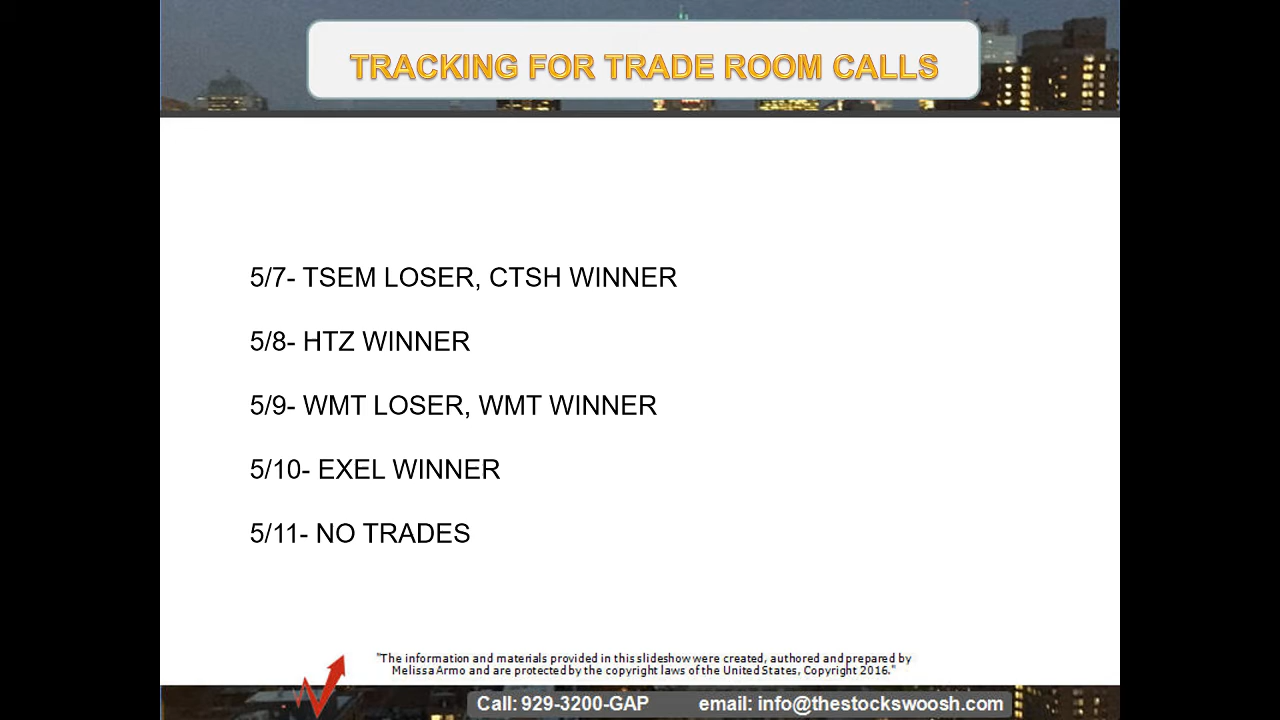 TRACKING FOR TRADE ROOM CALLS
5/7- TSEM LOSER, CTSH WINNER
5/8- HTZ WINNER
5/9- WMT LOSER, WMT WINNER
5/10- EXEL WINNER
5/11- NO TRADES
"The information and materials provided in this slideshow were created, authored and prepared by
Melissa Armo and are protected by the copyright laws of the United States, Copyright 2016."
Call: 929-3200-GAP email: info@thestockswoosh.com